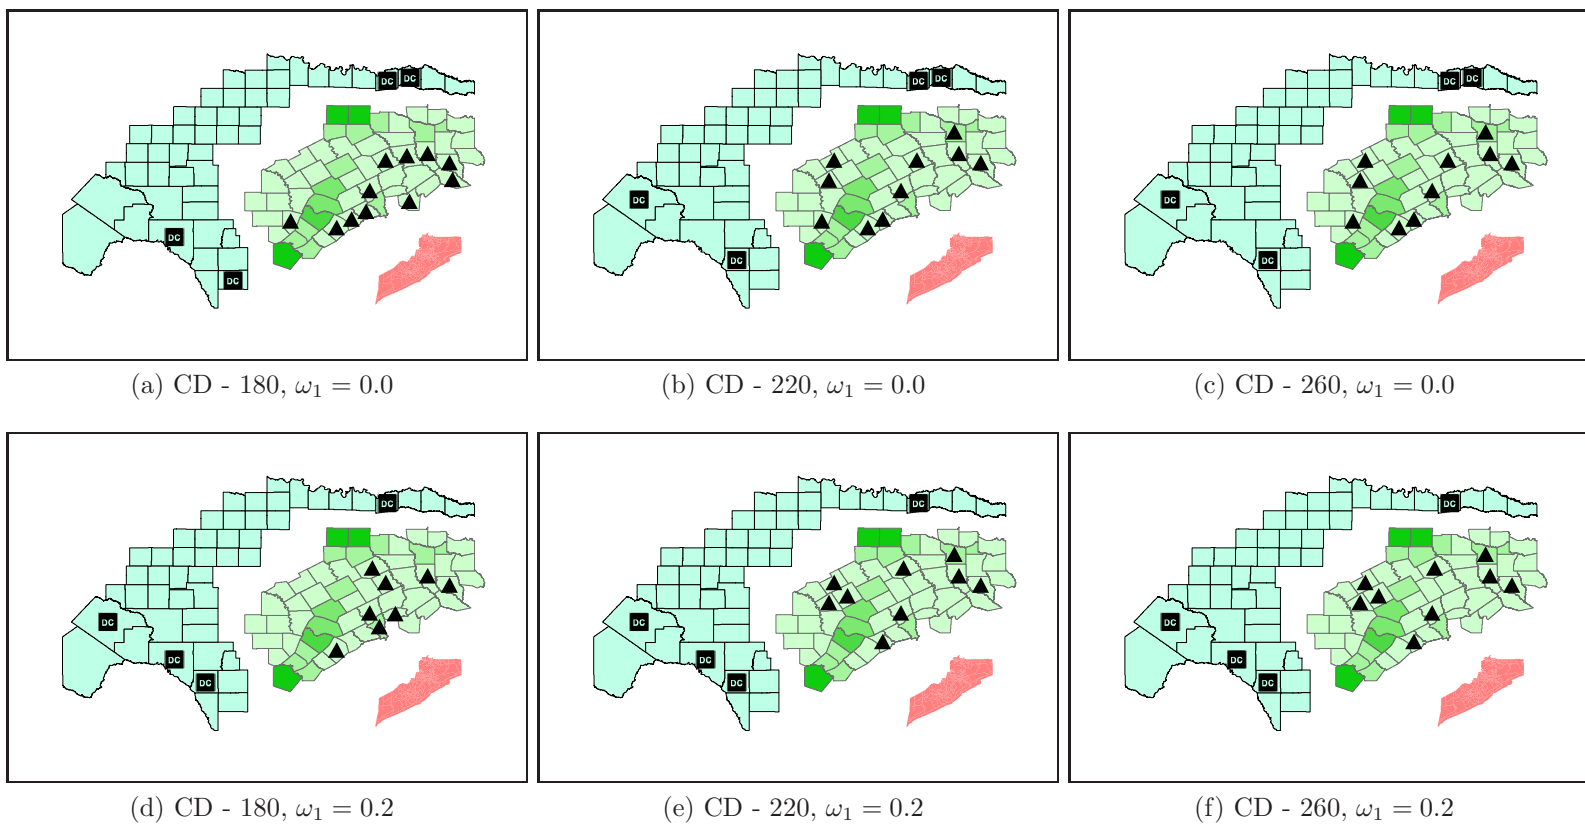 DC DC DC DC
DC DC DC DC
DC DC DC DC
(a) CD - 180, ω₁ = 0.0
(b) CD - 220, ω₁ = 0.0
(c) CD - 260, ω₁ = 0.0
DC DC DC DC
DC DC DC DC
DC DC DC DC
(d) CD - 180, ω₁ = 0.2
(e) CD - 220, ω₁ = 0.2
(f) CD - 260, ω₁ = 0.2